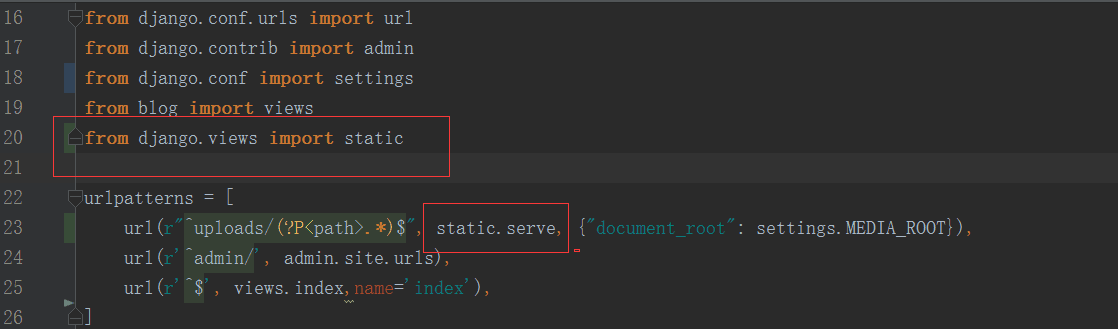 16 from django.conf.urls import url
17 from django.contrib import admin
18 from django.conf import settings
19 from blog import views
20 from django.views import static
21
22 urlpatterns = [
23     url(r"^uploads/(?P<path>.*)$", static.serve, {"document_root": settings.MEDIA_ROOT}),
24     url(r'^admin/', admin.site.urls),
25     url(r'^$', views.index,name='index'),
26 ]